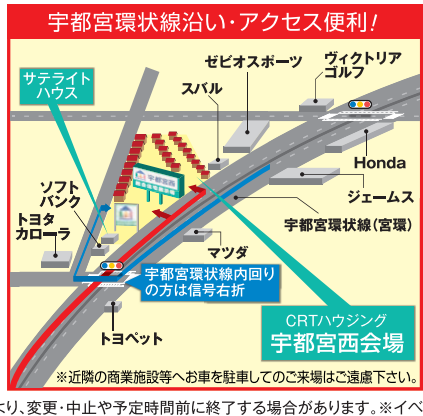 宇都宮環状線沿い・アクセス便利!
サテライト
ハウス
ゼビオスポーツ
ヴィクトリア
ゴルフ
スバル
Honda
宇都宮西
ソフト
バンク
ジェームス
トヨタ
カローラ
宇都宮環状線(宮環)
マツダ
宇都宮環状線内回り
の方は信号右折
トヨペット
CRTハウジング
宇都宮西会場
※近隣の商業施設等へお車を駐車してのご来場はご遠慮下さい。
より、変更・中止や予定時間前に終了する場合があります。※イベ